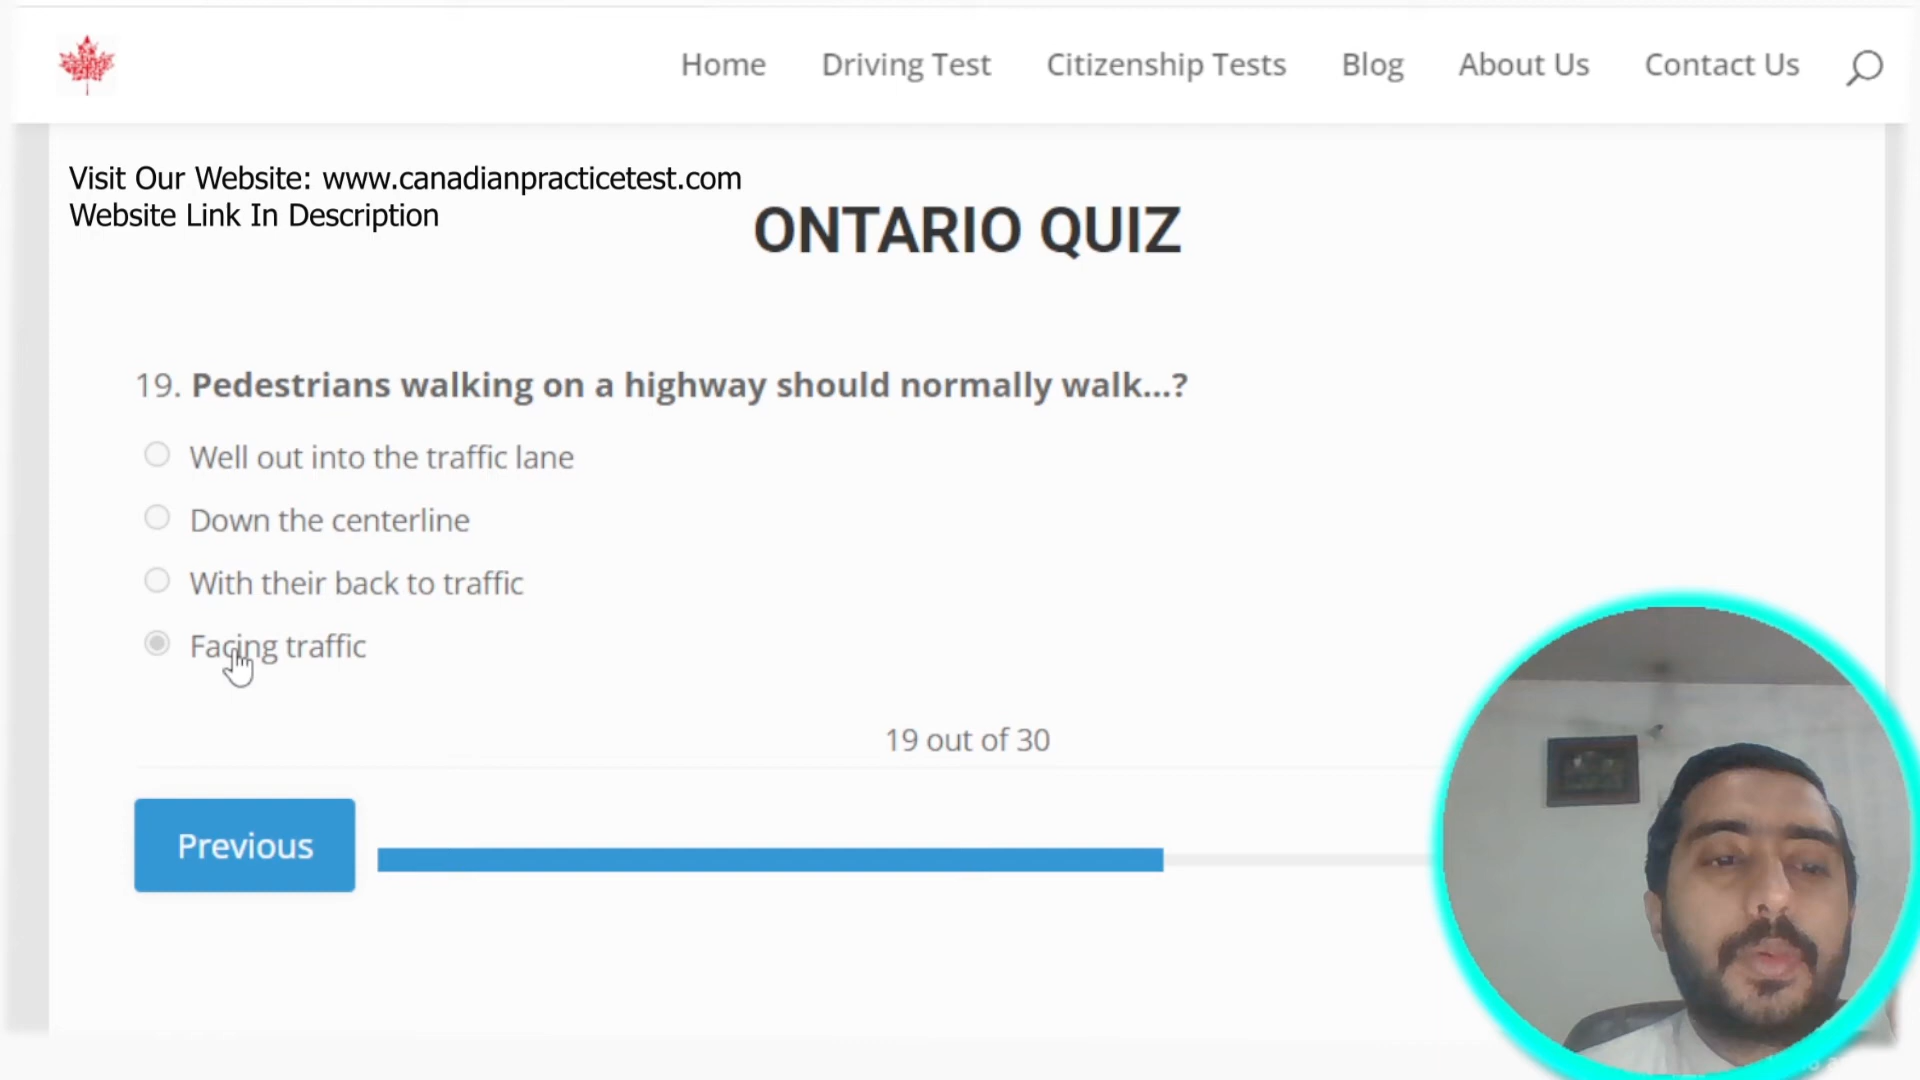 Home Driving Test Citizenship Tests Blog About Us Contact Us
Visit Our Website: www.canadianpracticetest.com
Website Link In Description
ONTARIO QUIZ
19. Pedestrians walking on a highway should normally walk...?
Well out into the traffic lane
Down the centerline
With their back to traffic
Facing traffic
19 out of 30
Previous